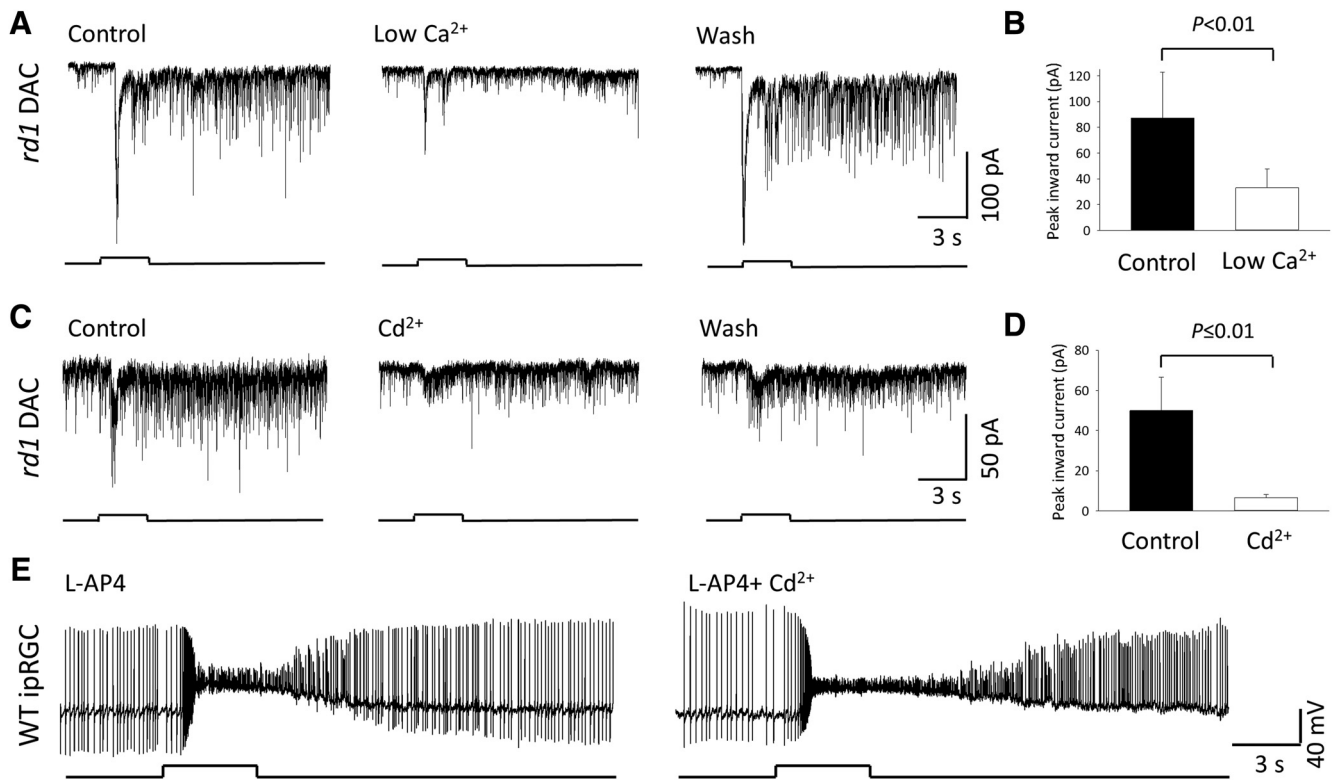 A
Control
Low Ca²⁺
Wash
rd1 DAC
100 pA
3 s
B
P<0.01
Peak inward current (pA)
120
100
80
60
40
20
0
Control
Low Ca²⁺
C
Control
Cd²⁺
Wash
rd1 DAC
50 pA
3 s
D
P≤0.01
Peak inward current (pA)
80
60
40
20
0
Control
Cd²⁺
E
L-AP4
L-AP4+ Cd²⁺
WT ipRGC
40 mV
3 s